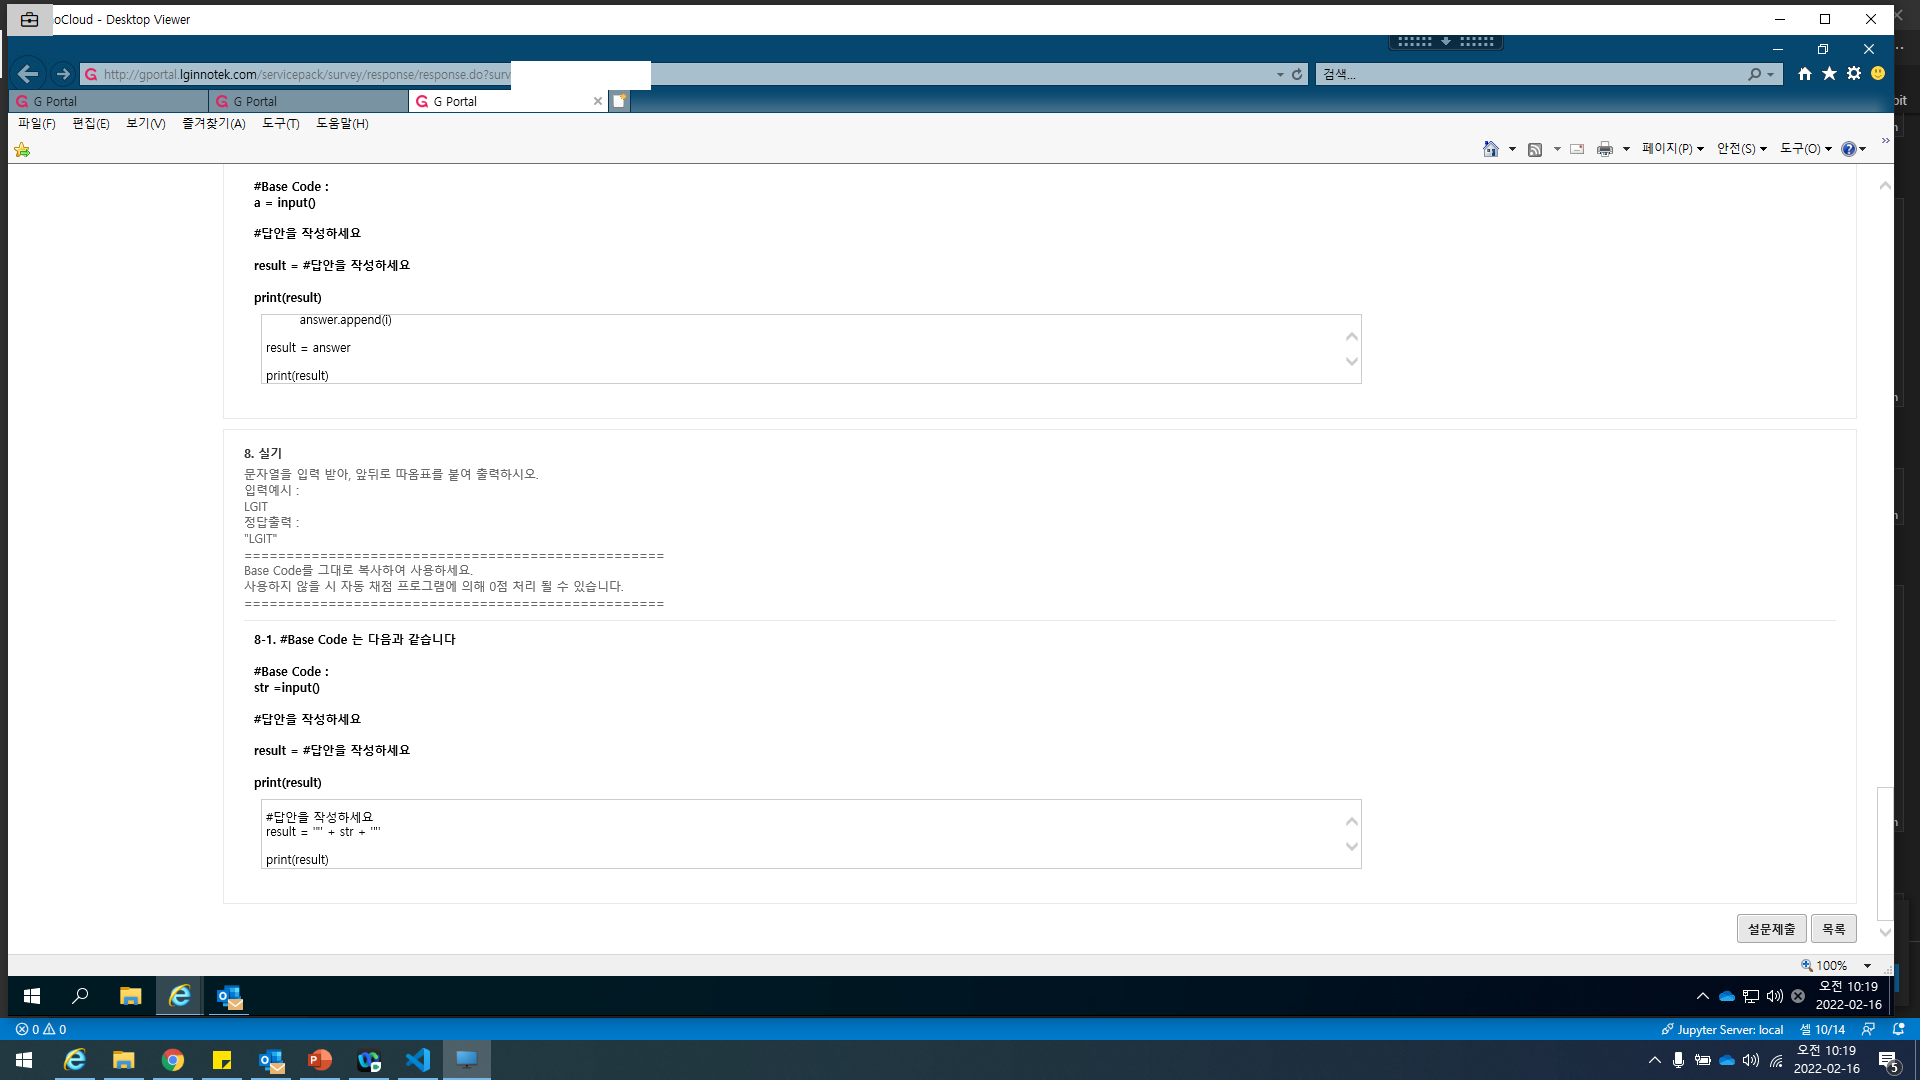 oCloud - Desktop Viewer
http://gportal.lginnotek.com/servicepack/survey/response/response.do?surv
검색...
G Portal
G Portal
G Portal
파일(F) 편집(E) 보기(V) 즐겨찾기(A) 도구(T) 도움말(H)
페이지(P) 안전(S) 도구(O)
#Base Code :
a = input()
#답안을 작성하세요
result = #답안을 작성하세요
print(result)
answer.append(i)
result = answer
print(result)
8. 실기
문자열을 입력 받아, 앞뒤로 따옴표를 붙여 출력하시오.
입력예시 :
LGIT
정답출력 :
"LGIT"
==================================================
Base Code를 그대로 복사하여 사용하세요.
사용하지 않을 시 자동 채점 프로그램에 의해 0점 처리 될 수 있습니다.
==================================================
8-1. #Base Code 는 다음과 같습니다
#Base Code :
str =input()
#답안을 작성하세요
result = #답안을 작성하세요
print(result)
#답안을 작성하세요
result = '"' + str + '"'
print(result)
설문제출 목록
100%
오전 10:19
2022-02-16
0 0
Jupyter Server: local 셀 10/14
오전 10:19
2022-02-16
5